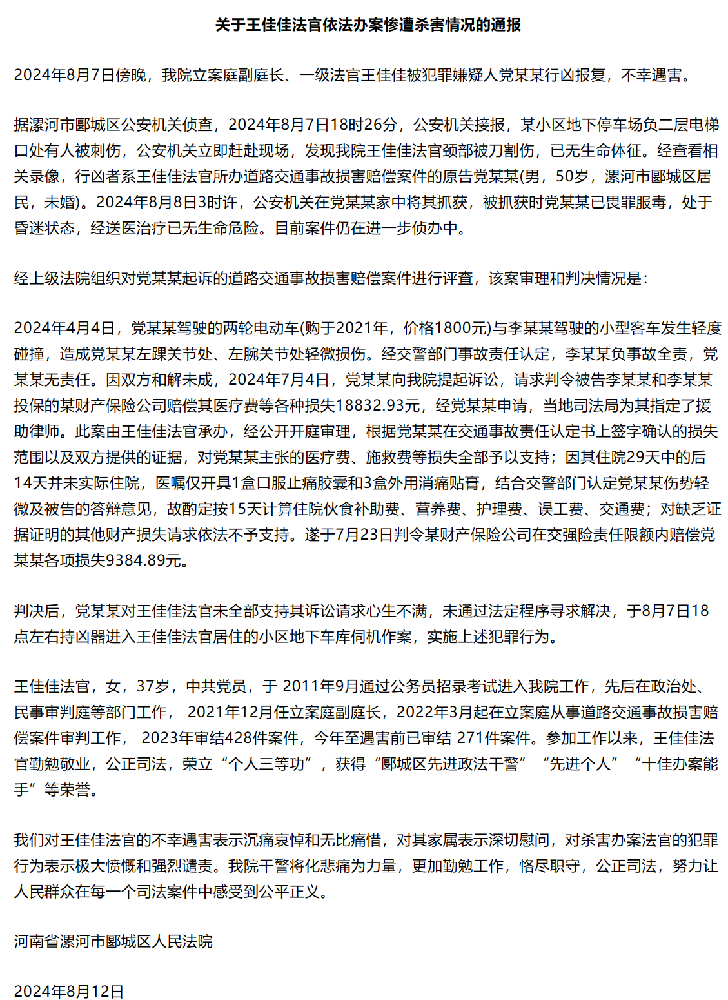 关于王佳佳法官依法办案惨遭杀害情况的通报
2024年8月7日傍晚，我院立案庭副庭长、一级法官王佳佳被犯罪嫌疑人党某某行凶报复，不幸遇害。
据漯河市郾城区公安机关侦查，2024年8月7日18时26分，公安机关接报，某小区地下停车场负二层电梯
口处有人被刺伤，公安机关立即赶赴现场，发现我院王佳佳法官颈部被刀割伤，已无生命体征。经查看相
关录像，行凶者系王佳佳法官所办道路交通事故损害赔偿案件的原告党某某(男，50岁，漯河市郾城区居
民，未婚)。2024年8月8日3时许，公安机关在党某某家中将其抓获，被抓获时党某某已畏罪服毒，处于
昏迷状态，经送医治疗已无生命危险。目前案件仍在进一步侦办中。
经上级法院组织对党某某起诉的道路交通事故损害赔偿案件进行评查，该案审理和判决情况是：
2024年4月4日，党某某驾驶的两轮电动车(购于2021年，价格1800元)与李某某驾驶的小型客车发生轻度
碰撞，造成党某某左踝关节处、左腕关节处轻微损伤。经交警部门事故责任认定，李某某负事故全责，党
某某无责任。因双方和解未成，2024年7月4日，党某某向我院提起诉讼，请求判令被告李某某和李某某
投保的某财产保险公司赔偿其医疗费等各种损失18832.93元，经党某某申请，当地司法局为其指定了援
助律师。此案由王佳佳法官承办，经公开开庭审理，根据党某某在交通事故责任认定书上签字确认的损失
范围以及双方提供的证据，对党某某主张的医疗费、施救费等损失全部予以支持；因其住院29天中的后
14天并未实际住院，医嘱仅开具1盒口服止痛胶囊和3盒外用消痛贴膏，结合交警部门认定党某某伤势轻
微及被告的答辩意见，故酌定按15天计算住院伙食补助费、营养费、护理费、误工费、交通费；对缺乏证
据证明的其他财产损失请求依法不予支持。遂于7月23日判令某财产保险公司在交强险责任限额内赔偿党
某某各项损失9384.89元。
判决后，党某某对王佳佳法官未全部支持其诉讼请求心生不满，未通过法定程序寻求解决，于8月7日18
点左右持凶器进入王佳佳法官居住的小区地下车库伺机作案，实施上述犯罪行为。
王佳佳法官，女，37岁，中共党员，于 2011年9月通过公务员招录考试进入我院工作，先后在政治处、
民事审判庭等部门工作， 2021年12月任立案庭副庭长，2022年3月起在立案庭从事道路交通事故损害赔
偿案件审判工作， 2023年审结428件案件，今年至遇害前已审结 271件案件。参加工作以来，王佳佳法
官勤勉敬业，公正司法，荣立“个人三等功”，获得“郾城区先进政法干警”“先进个人”“十佳办案能
手”等荣誉。
我们对王佳佳法官的不幸遇害表示沉痛哀悼和无比痛惜，对其家属表示深切慰问，对杀害办案法官的犯罪
行为表示极大愤慨和强烈谴责。我院干警将化悲痛为力量，更加勤勉工作，恪尽职守，公正司法，努力让
人民群众在每一个司法案件中感受到公平正义。
河南省漯河市郾城区人民法院
2024年8月12日